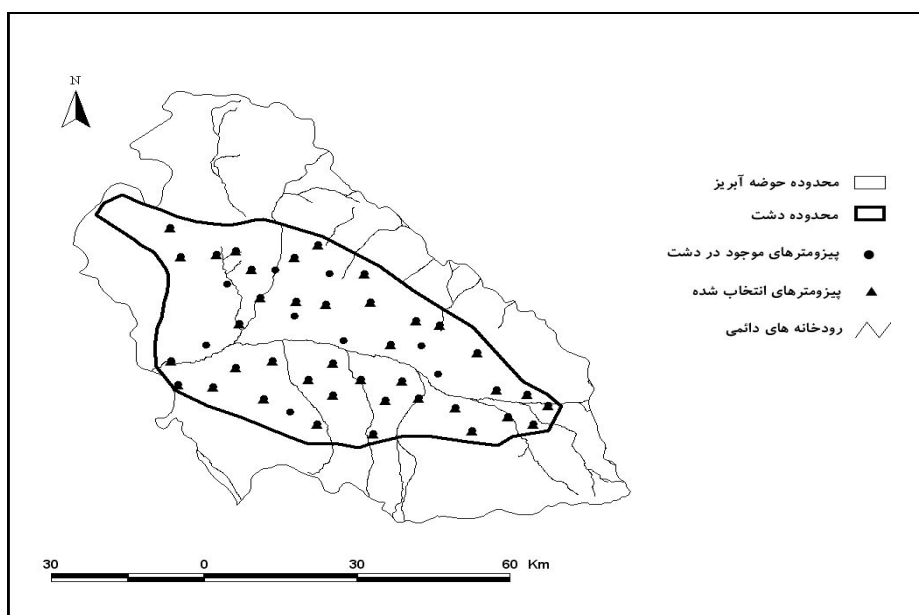 N
محدوده حوضه آبریز
محدوده دشت
پیزومترهای موجود در دشت
پیزومترهای انتخاب شده
رودخانه های دائمی
30 0 30 60 Km